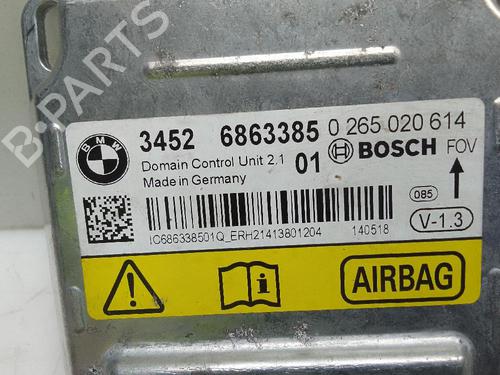 B-PARTS
BMW
3452 6863385 0 265 020 614
Domain Control Unit 2.1 01 BOSCH FOV
Made in Germany
085
IC686338501Q_ERH21413801204 140518
V-1.3
AIRBAG